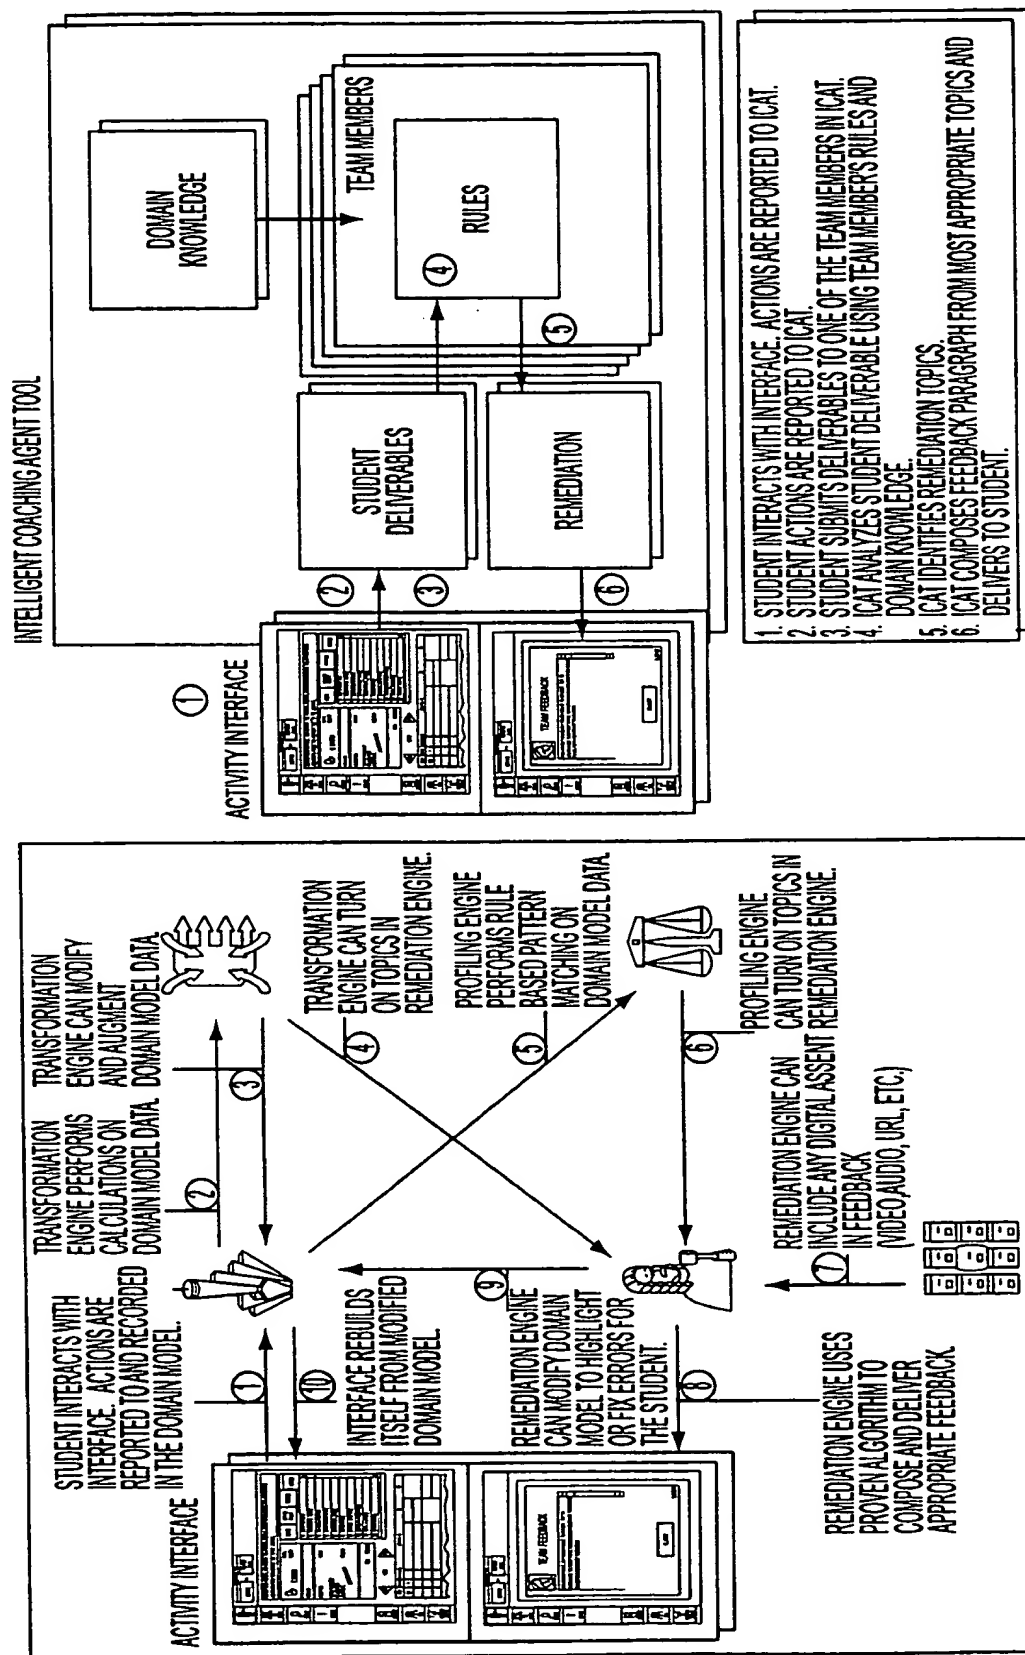 INTELLIGENT COACHING AGENT TOOL
ACTIVITY INTERFACE
1
2
3
STUDENT
DELIVERABLES
DOMAIN
KNOWLEDGE
TEAM MEMBERS
4
RULES
5
REMEDIATION
6
TEAM FEEDBACK
1. STUDENT INTERACTS WITH INTERFACE. ACTIONS ARE REPORTED TO ICAT.
2. STUDENT ACTIONS ARE REPORTED TO ICAT.
3. STUDENT SUBMITS DELIVERABLES TO ONE OF THE TEAM MEMBERS IN ICAT.
4. ICAT ANALYZES STUDENT DELIVERABLE USING TEAM MEMBER'S RULES AND
DOMAIN KNOWLEDGE.
5. ICAT IDENTIFIES REMEDIATION TOPICS.
6. ICAT COMPOSES FEEDBACK PARAGRAPH FROM MOST APPROPRIATE TOPICS AND
DELIVERS TO STUDENT.
ACTIVITY INTERFACE
TEAM FEEDBACK
STUDENT INTERACTS WITH
INTERFACE. ACTIONS ARE
REPORTED TO AND RECORDED
IN THE DOMAIN MODEL.
1
10
INTERFACE REBUILDS
ITSELF FROM MODIFIED
DOMAIN MODEL.
TRANSFORMATION
ENGINE PERFORMS
CALCULATIONS ON
DOMAIN MODEL DATA.
2
TRANSFORMATION
ENGINE CAN MODIFY
AND AUGMENT
DOMAIN MODEL DATA.
3
TRANSFORMATION
ENGINE CAN TURN
ON TOPICS IN
REMEDIATION ENGINE.
4
PROFILING ENGINE
PERFORMS RULE
BASED PATTERN
MATCHING ON
DOMAIN MODEL DATA.
5
6
PROFILING ENGINE.
CAN TURN ON TOPICS IN
REMEDIATION ENGINE.
REMEDIATION ENGINE CAN
INCLUDE ANY DIGITAL ASSENT
IN FEEDBACK
(VIDEO,AUDIO,URL, ETC.)
7
9
REMEDIATION ENGINE
CAN MODIFY DOMAIN
MODEL TO HIGHLIGHT
OR FIX ERRORS FOR
THE STUDENT.
8
REMEDIATION ENGINE USES
PROVEN ALGORITHM TO
COMPOSE AND DELIVER
APPROPRIATE FEEDBACK.